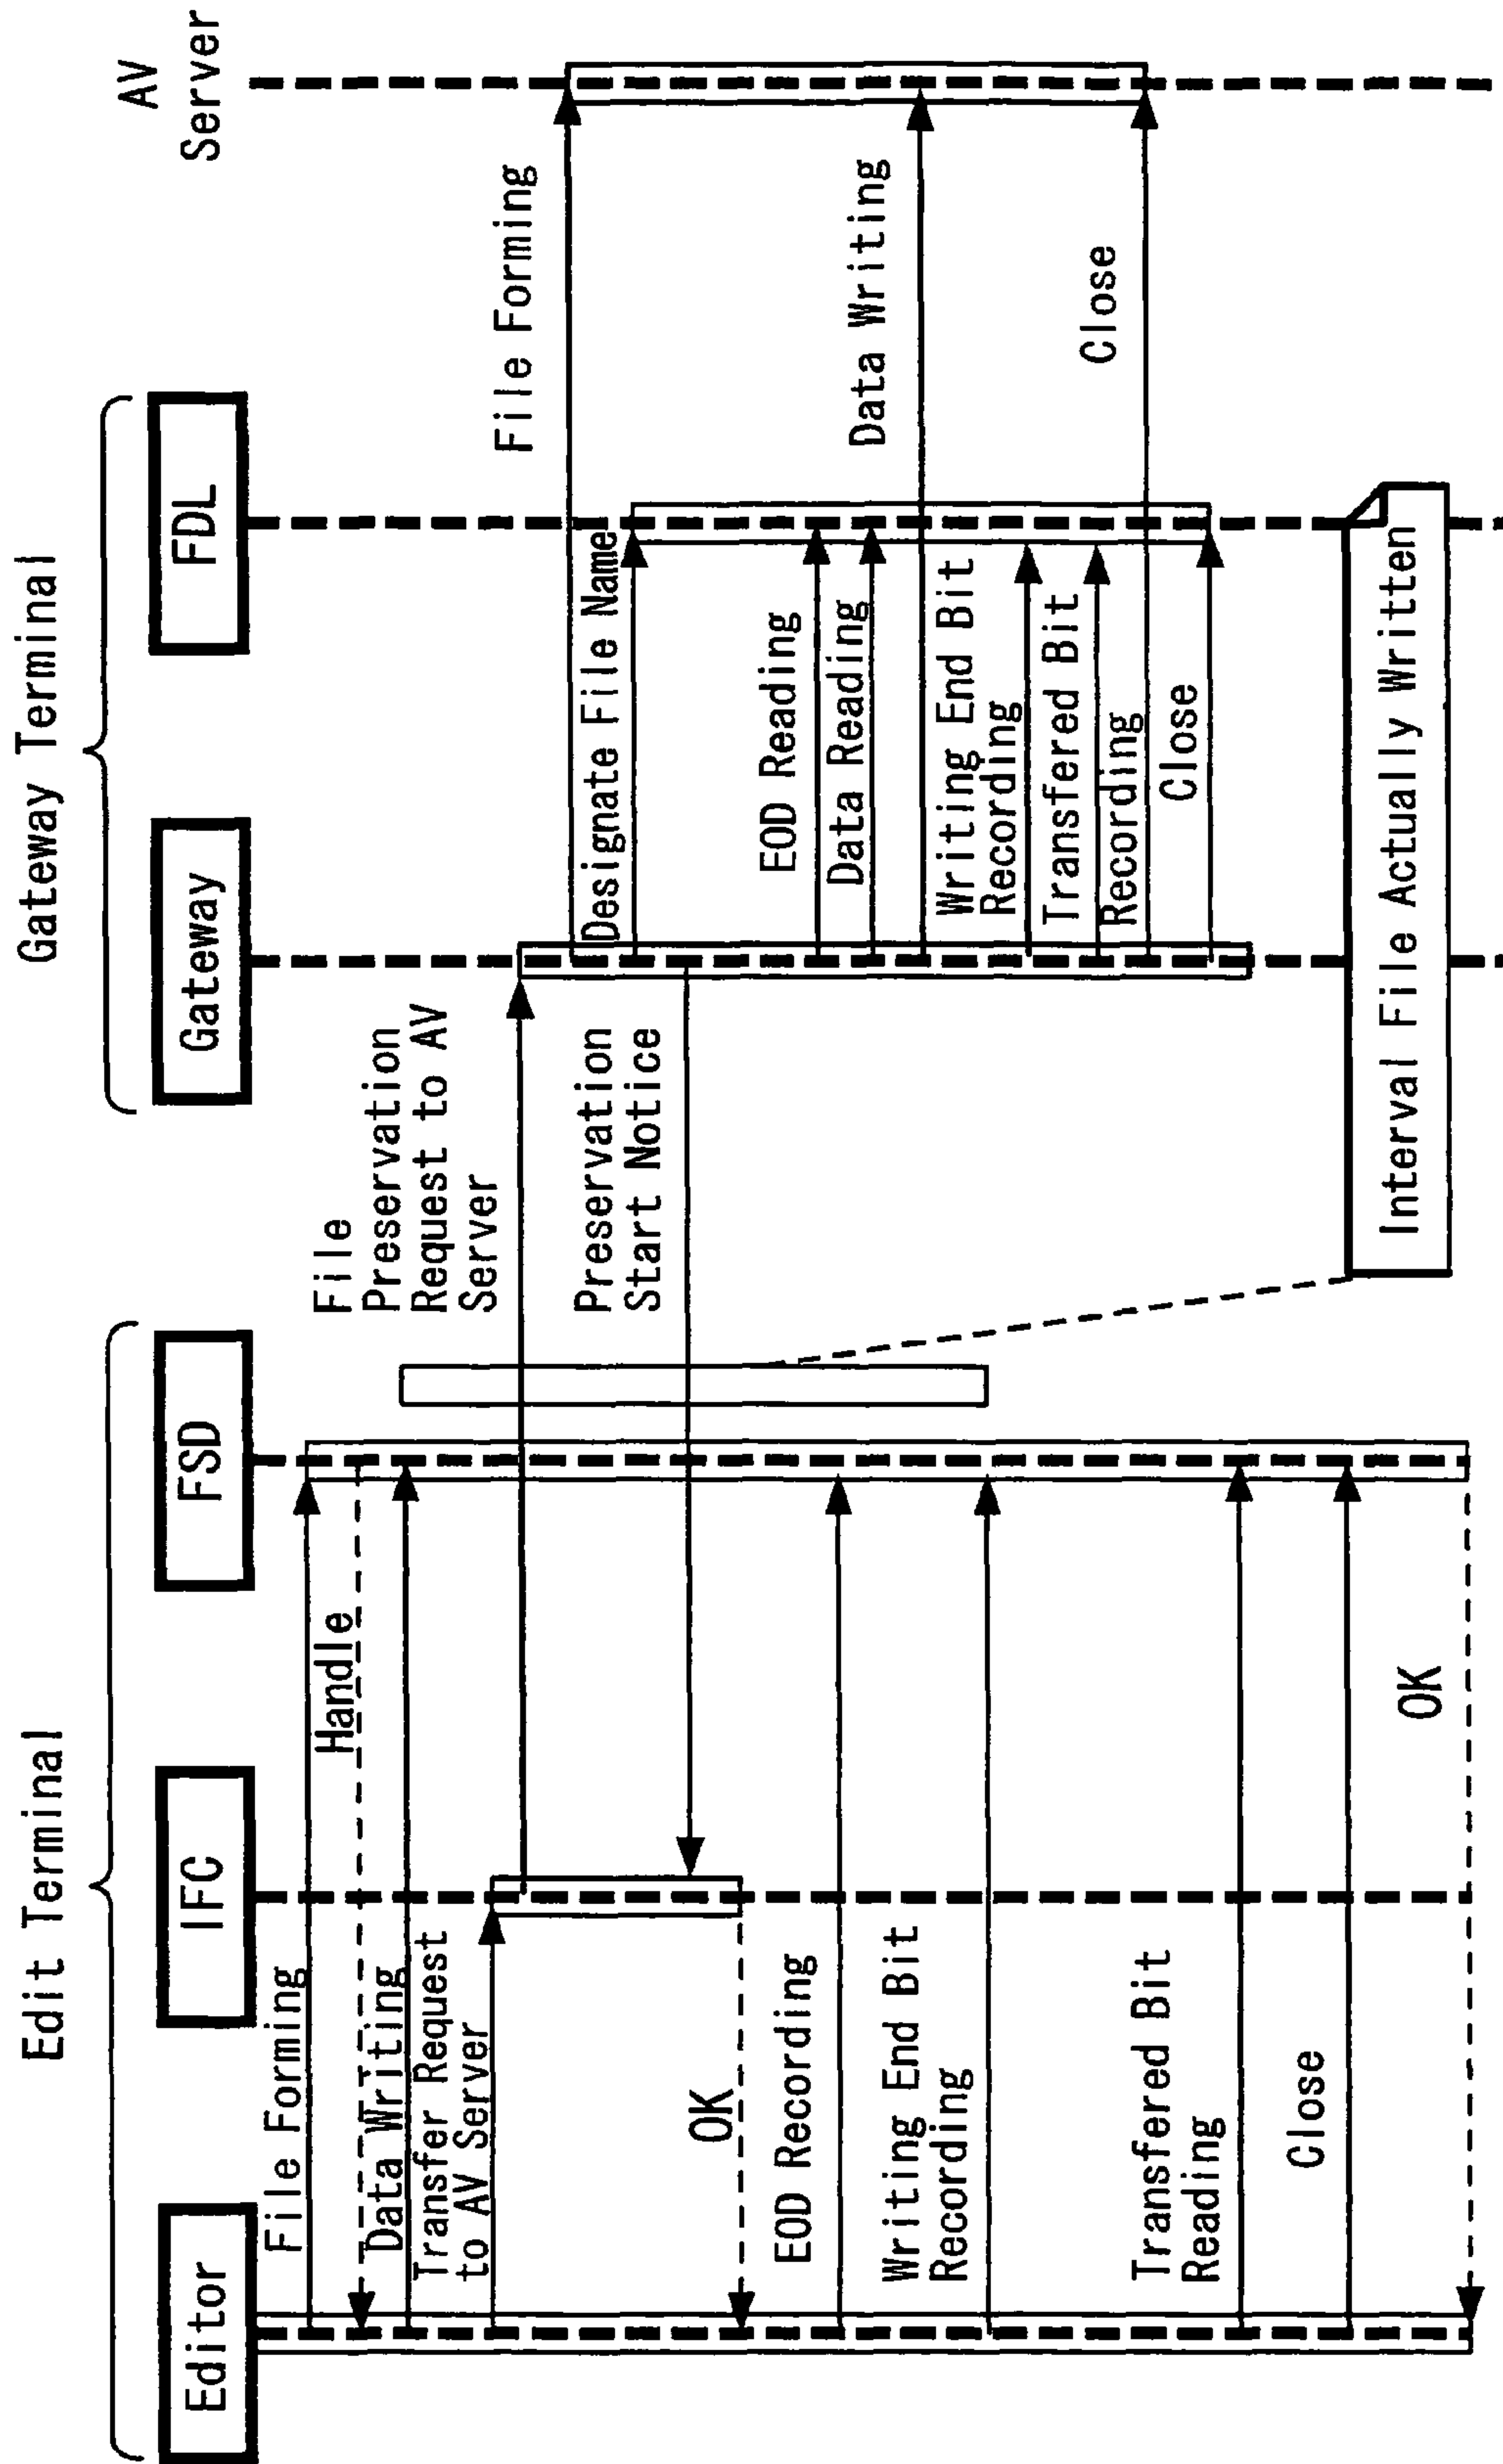 Edit Terminal
Gateway Terminal
Editor
IFC
FSD
Gateway
FDL
AV
Server
File Forming
Handle
Data Writing
Transfer Request
to AV Server
File
Preservation
Request to AV
Server
File Forming
Designate File Name
Preservation
Start Notice
OK
EOD Recording
EOD Reading
Data Reading
Data Writing
Writing End Bit
Recording
Writing End Bit
Recording
Transferred Bit
Recording
Close
Close
Transferred Bit
Reading
Close
OK
Interval File Actually Written